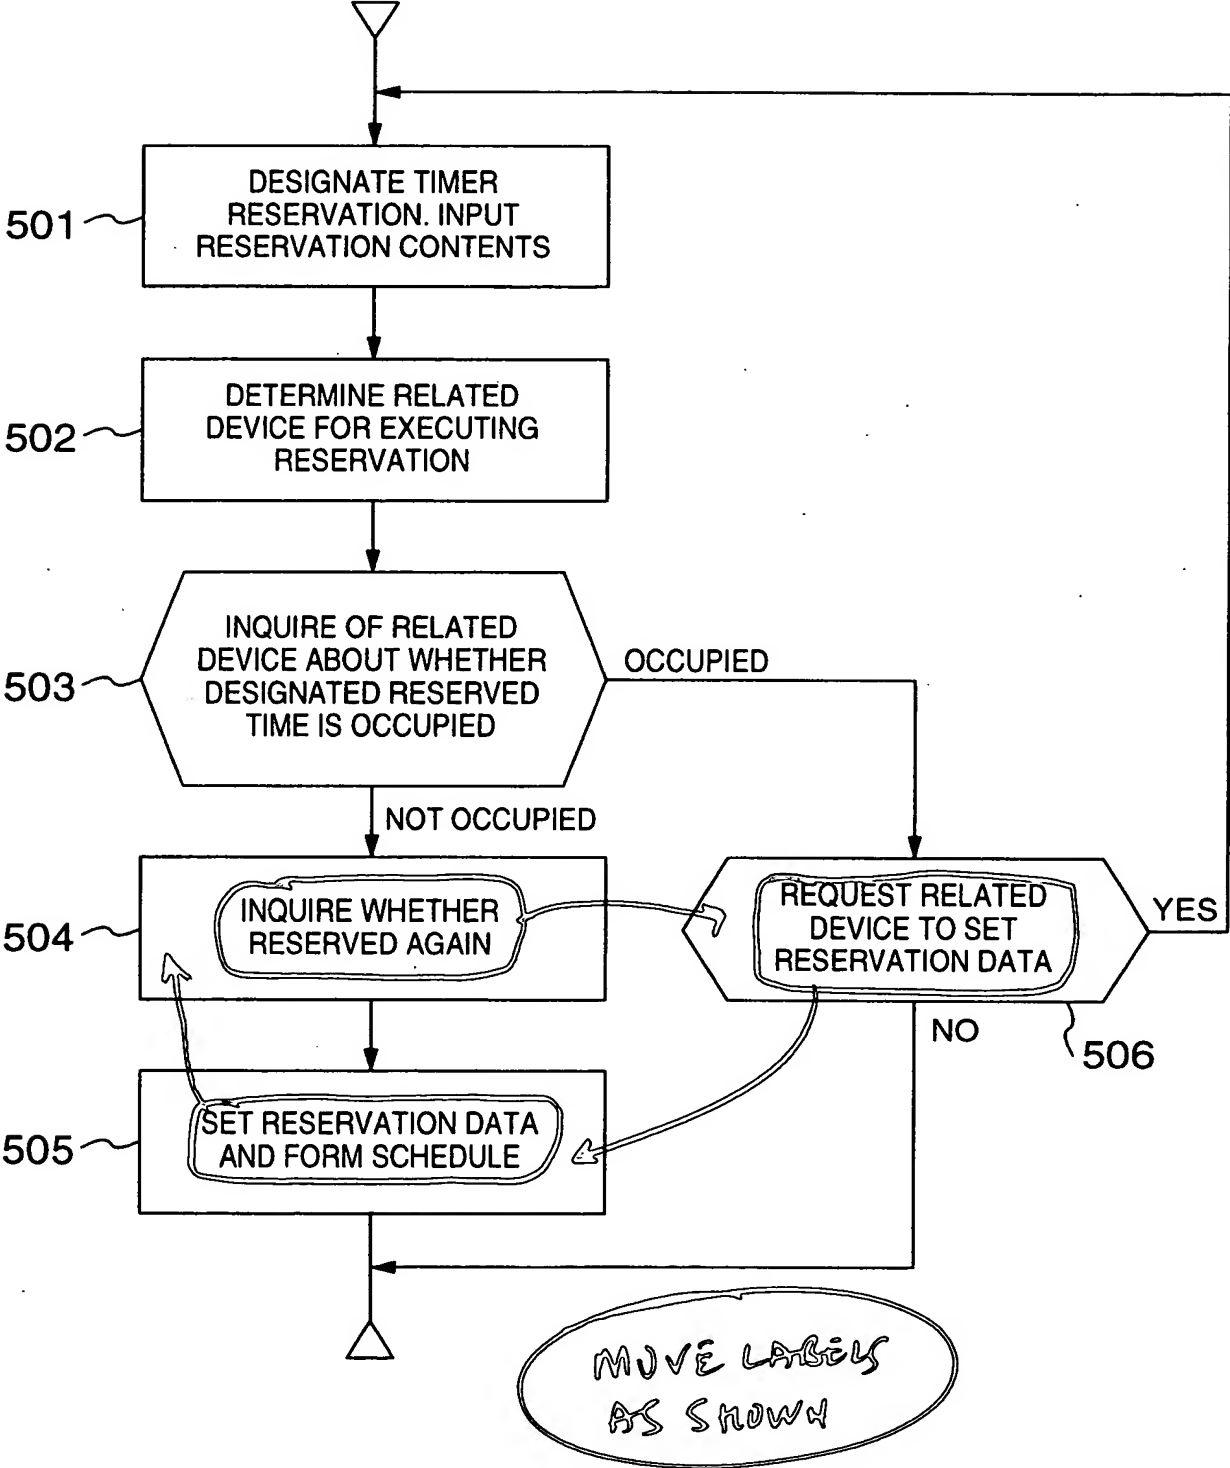 501
DESIGNATE TIMER
RESERVATION. INPUT
RESERVATION CONTENTS
502
DETERMINE RELATED
DEVICE FOR EXECUTING
RESERVATION
503
INQUIRE OF RELATED
DEVICE ABOUT WHETHER
DESIGNATED RESERVED
TIME IS OCCUPIED
OCCUPIED
NOT OCCUPIED
504
INQUIRE WHETHER
RESERVED AGAIN
REQUEST RELATED
DEVICE TO SET
RESERVATION DATA
YES
NO
506
505
SET RESERVATION DATA
AND FORM SCHEDULE
MOVE LABELS
AS SHOWN